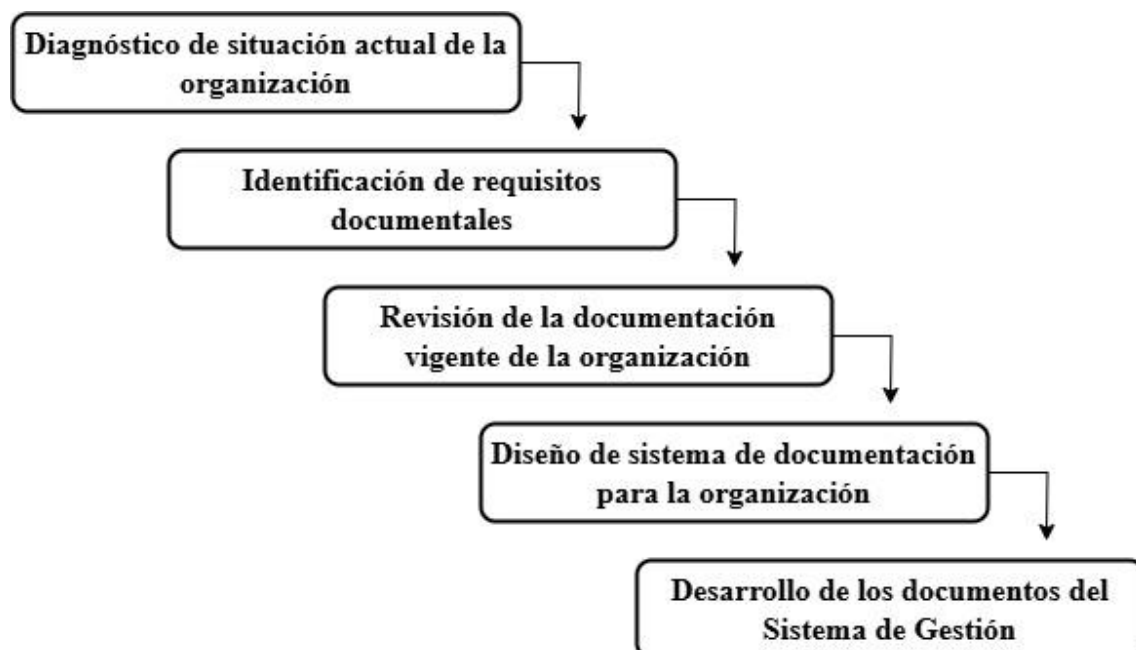 Diagnóstico de situación actual de la
organización
Identificación de requisitos
documentales
Revisión de la documentación
vigente de la organización
Diseño de sistema de documentación
para la organización
Desarrollo de los documentos del
Sistema de Gestión